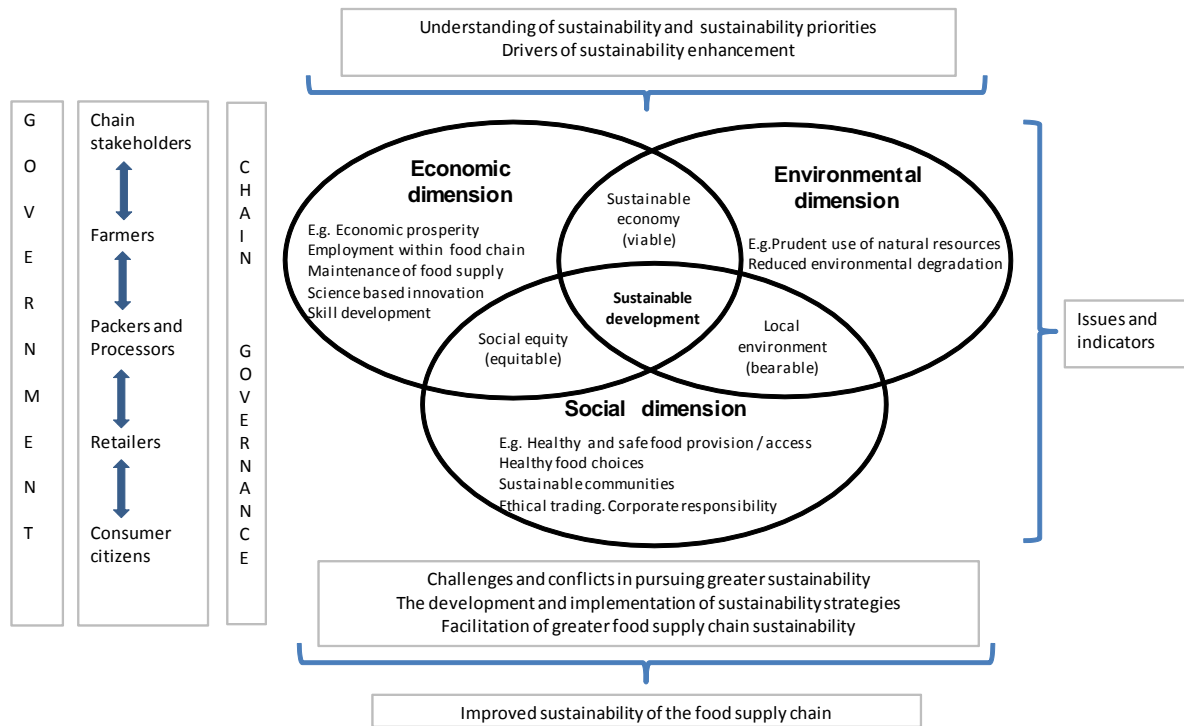 Understanding of sustainability and sustainability priorities
Drivers of sustainability enhancement
G
O
V
E
R
N
M
E
N
T
Chain
stakeholders
Farmers
Packers and
Processors
Retailers
Consumer
citizens
C
H
A
I
N
G
O
V
E
R
N
A
N
C
E
Economic
dimension
E.g. Economic prosperity
Employment within food chain
Maintenance of food supply
Science based innovation
Skill development
Sustainable
economy
(viable)
Environmental
dimension
E.g.Prudent use of natural resources
Reduced environmental degradation
Sustainable
development
Social equity
(equitable)
Local
environment
(bearable)
Social dimension
E.g. Healthy and safe food provision / access
Healthy food choices
Sustainable communities
Ethical trading. Corporate responsibility
Issues and
indicators
Challenges and conflicts in pursuing greater sustainability
The development and implementation of sustainability strategies
Facilitation of greater food supply chain sustainability
Improved sustainability of the food supply chain